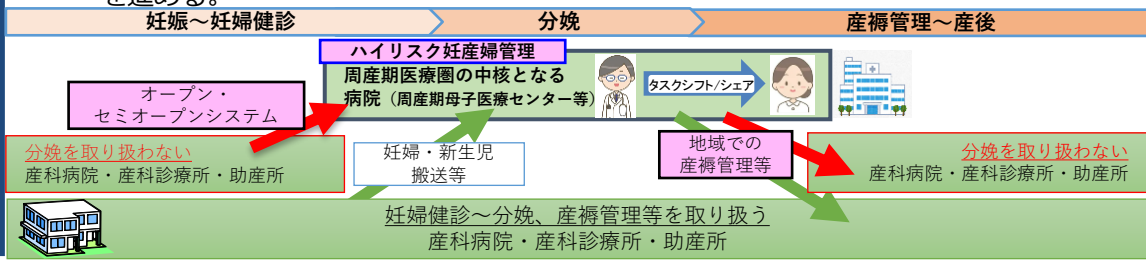 を進める。
妊娠～妊婦健診
分娩
産褥管理～産後
ハイリスク妊産婦管理
周産期医療圏の中核となる
病院（周産期母子医療センター等）
タスクシフト/シェア
オープン・
セミオープンシステム
分娩を取り扱わない
産科病院・産科診療所・助産所
妊婦・新生児
搬送等
地域での
産褥管理等
分娩を取り扱わない
産科病院・産科診療所・助産所
妊婦健診～分娩、産褥管理等を取り扱う
産科病院・産科診療所・助産所